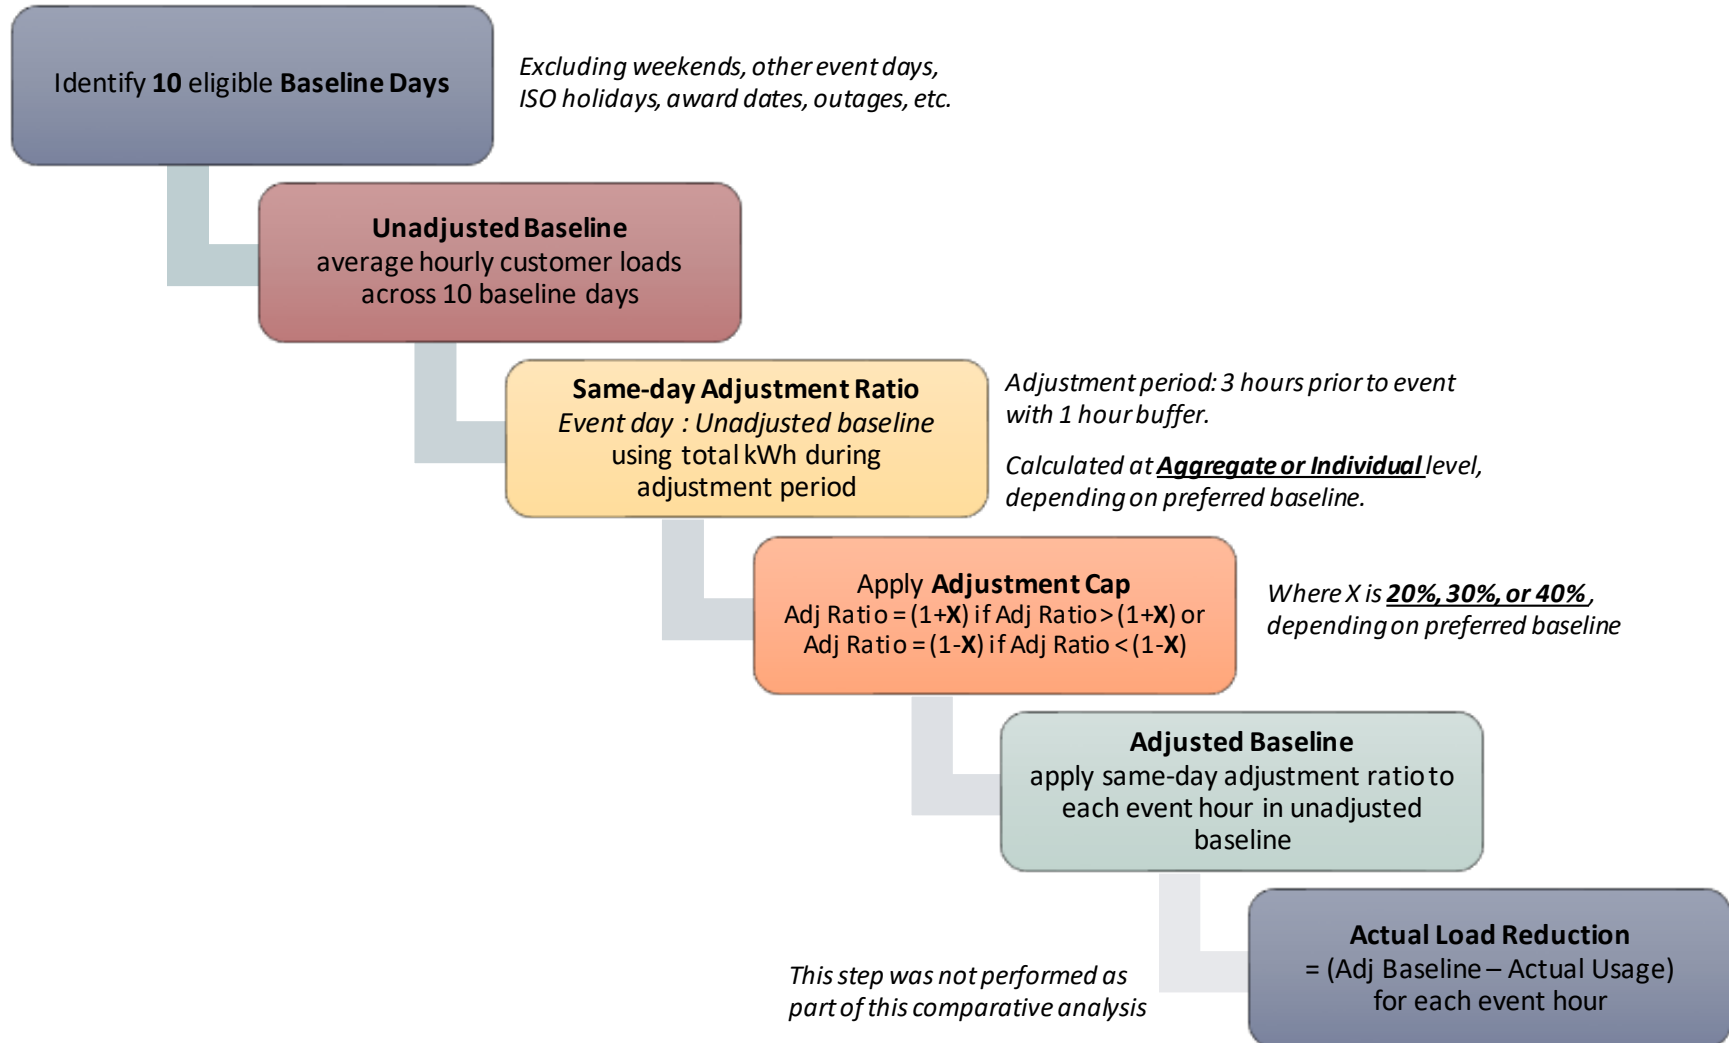 Identify 10 eligible Baseline Days
Excluding weekends, other event days,
ISO holidays, award dates, outages, etc.
Unadjusted Baseline
average hourly customer loads
across 10 baseline days
Same-day Adjustment Ratio
Event day : Unadjusted baseline
using total kWh during
adjustment period
Adjustment period: 3 hours prior to event
with 1 hour buffer.
Calculated at Aggregate or Individual level,
depending on preferred baseline.
Apply Adjustment Cap
Adj Ratio = (1+X) if Adj Ratio > (1+X) or
Adj Ratio = (1-X) if Adj Ratio < (1-X)
Where X is 20%, 30%, or 40%,
depending on preferred baseline
Adjusted Baseline
apply same-day adjustment ratio to
each event hour in unadjusted
baseline
Actual Load Reduction
= (Adj Baseline – Actual Usage)
for each event hour
This step was not performed as
part of this comparative analysis